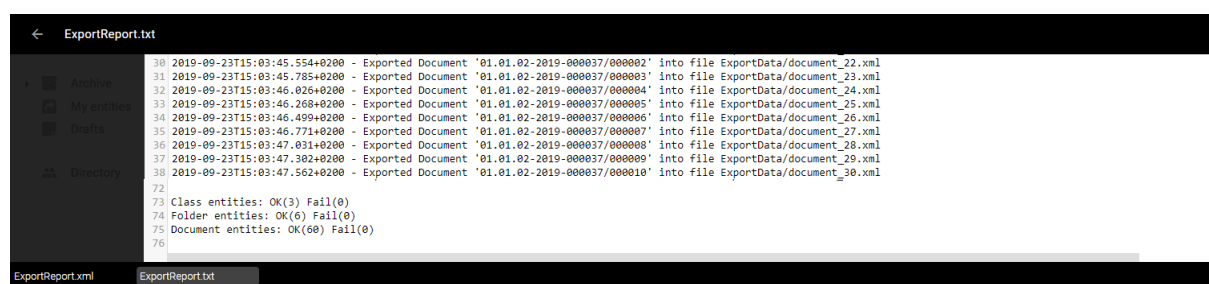 ← ExportReport.txt
Archive
My entities
Drafts
Directory
30 2019-09-23T15:03:45.554+0200 - Exported Document '01.01.02-2019-000037/000002' into file ExportData/document_22.xml
31 2019-09-23T15:03:45.785+0200 - Exported Document '01.01.02-2019-000037/000003' into file ExportData/document_23.xml
32 2019-09-23T15:03:46.026+0200 - Exported Document '01.01.02-2019-000037/000004' into file ExportData/document_24.xml
33 2019-09-23T15:03:46.268+0200 - Exported Document '01.01.02-2019-000037/000005' into file ExportData/document_25.xml
34 2019-09-23T15:03:46.499+0200 - Exported Document '01.01.02-2019-000037/000006' into file ExportData/document_26.xml
35 2019-09-23T15:03:46.771+0200 - Exported Document '01.01.02-2019-000037/000007' into file ExportData/document_27.xml
36 2019-09-23T15:03:47.031+0200 - Exported Document '01.01.02-2019-000037/000008' into file ExportData/document_28.xml
37 2019-09-23T15:03:47.302+0200 - Exported Document '01.01.02-2019-000037/000009' into file ExportData/document_29.xml
38 2019-09-23T15:03:47.562+0200 - Exported Document '01.01.02-2019-000037/000010' into file ExportData/document_30.xml
72
73 Class entities: OK(3) Fail(0)
74 Folder entities: OK(6) Fail(0)
75 Document entities: OK(60) Fail(0)
76
ExportReport.xml
ExportReport.txt